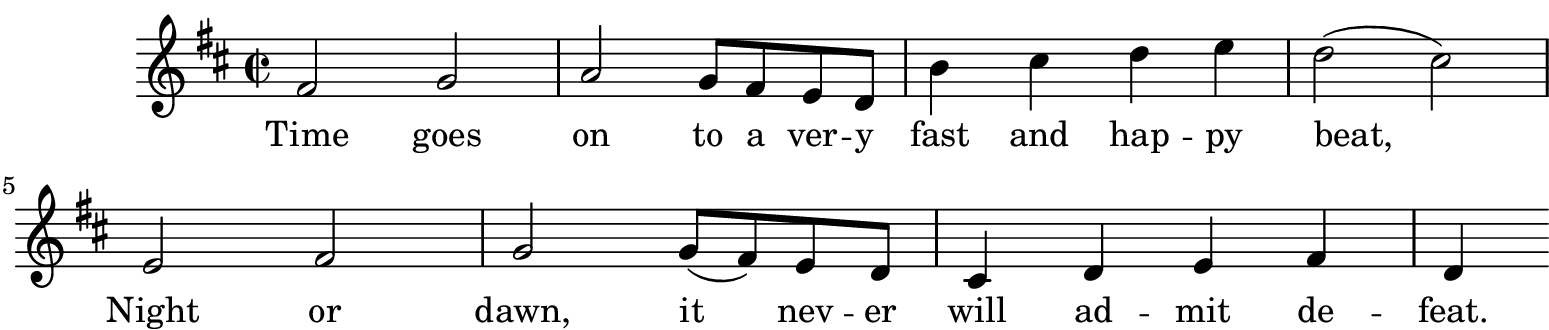 Time goes on to a ver - y fast and hap - py beat,
5
Night or dawn, it nev - er will ad - mit de - feat.